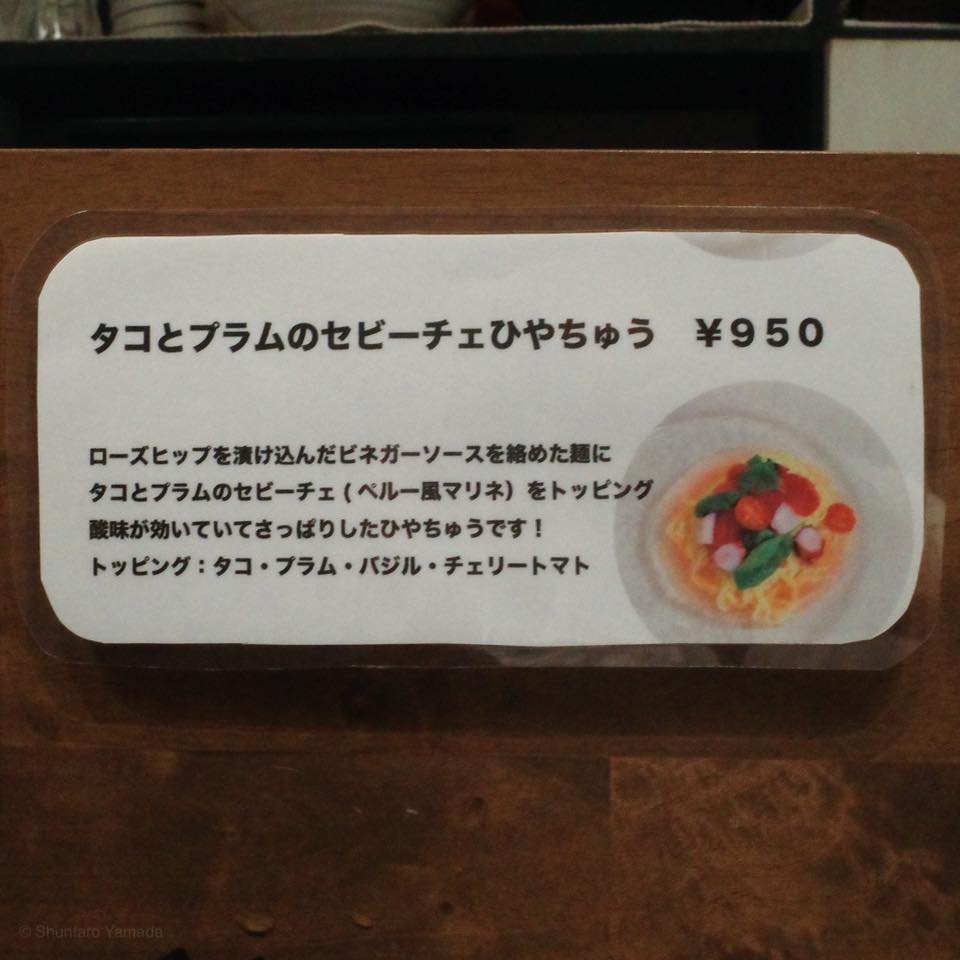 タコとプラムのセビーチェひやちゅう　￥９５０
ローズヒップを漬け込んだビネガーソースを絡めた麺に
タコとプラムのセビーチェ（ペルー風マリネ）をトッピング
酸味が効いていてさっぱりしたひやちゅうです！
トッピング：タコ・プラム・バジル・チェリートマト
© Shuntaro Yamada